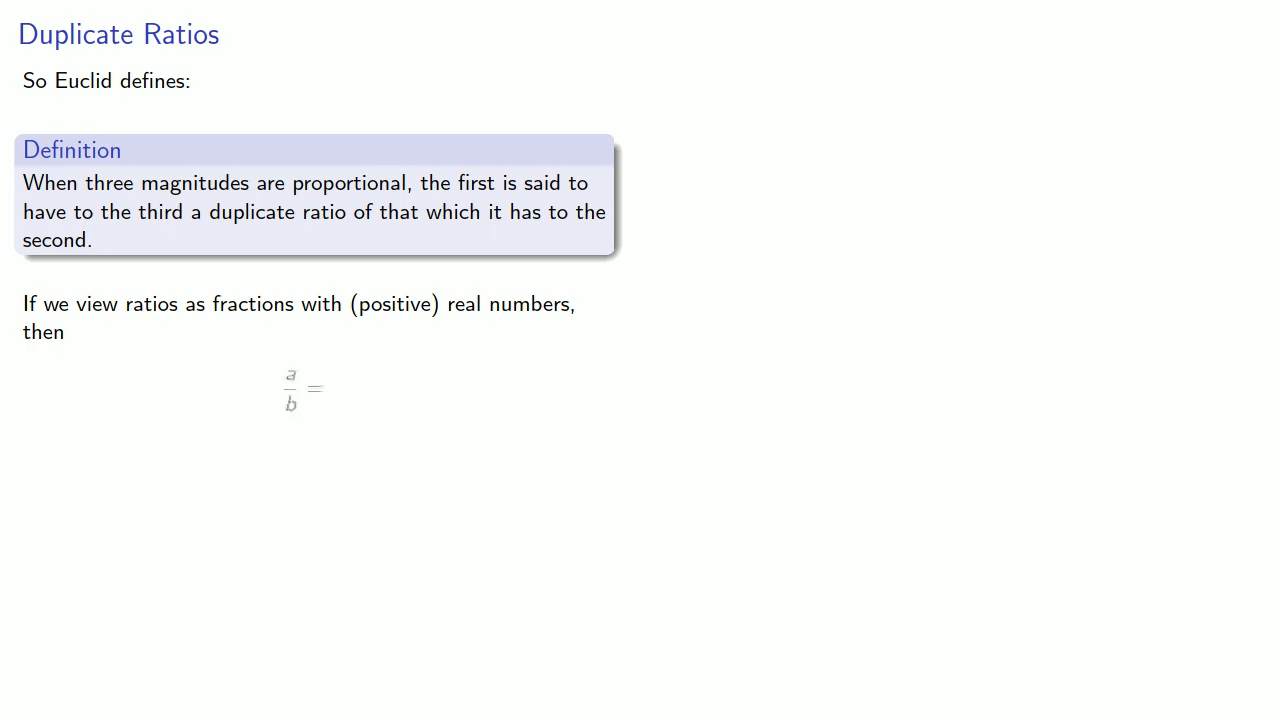 Duplicate Ratios
So Euclid defines:
Definition
When three magnitudes are proportional, the first is said to
have to the third a duplicate ratio of that which it has to the
second.
If we view ratios as fractions with (positive) real numbers,
then
a
=
b